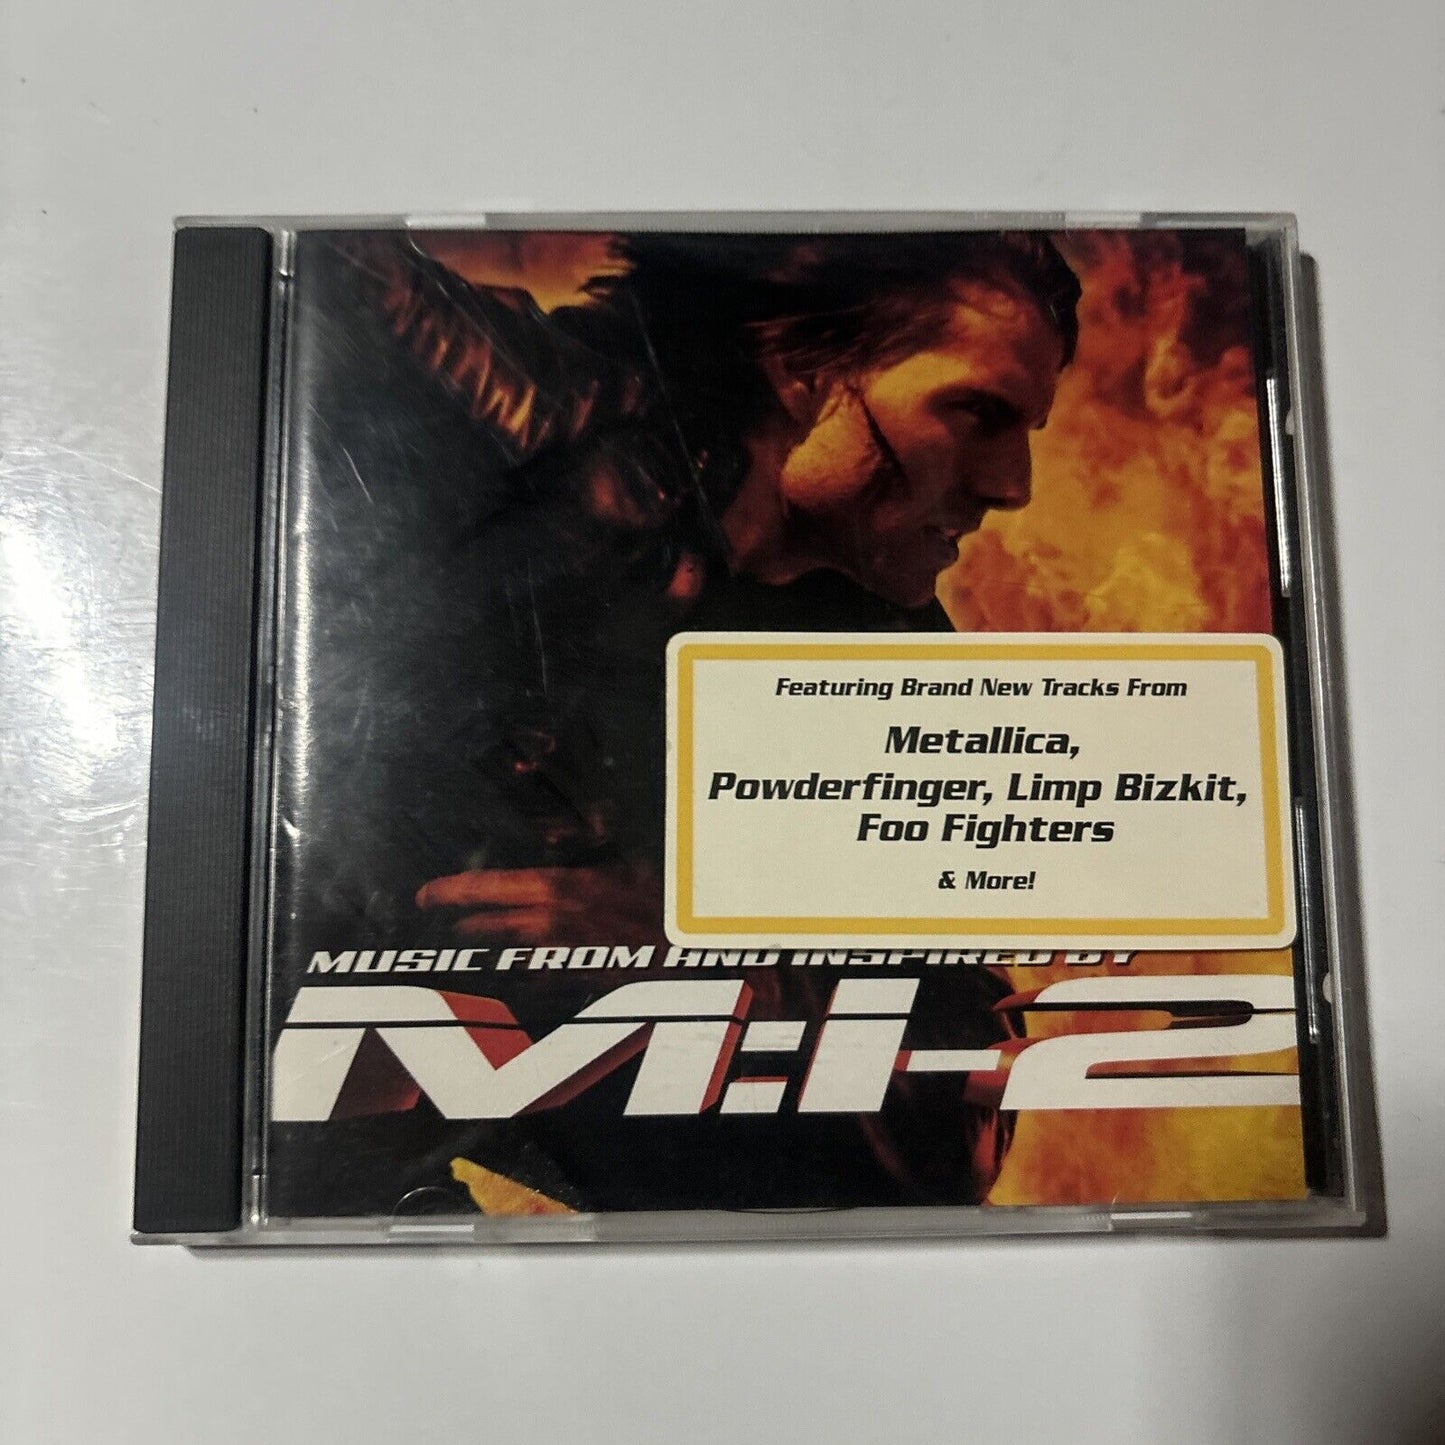 Featuring Brand New Tracks From
Metallica,
Powderfinger, Limp Bizkit,
Foo Fighters
& More!
MUSIC FROM AND INSPIRED BY
M:I-2